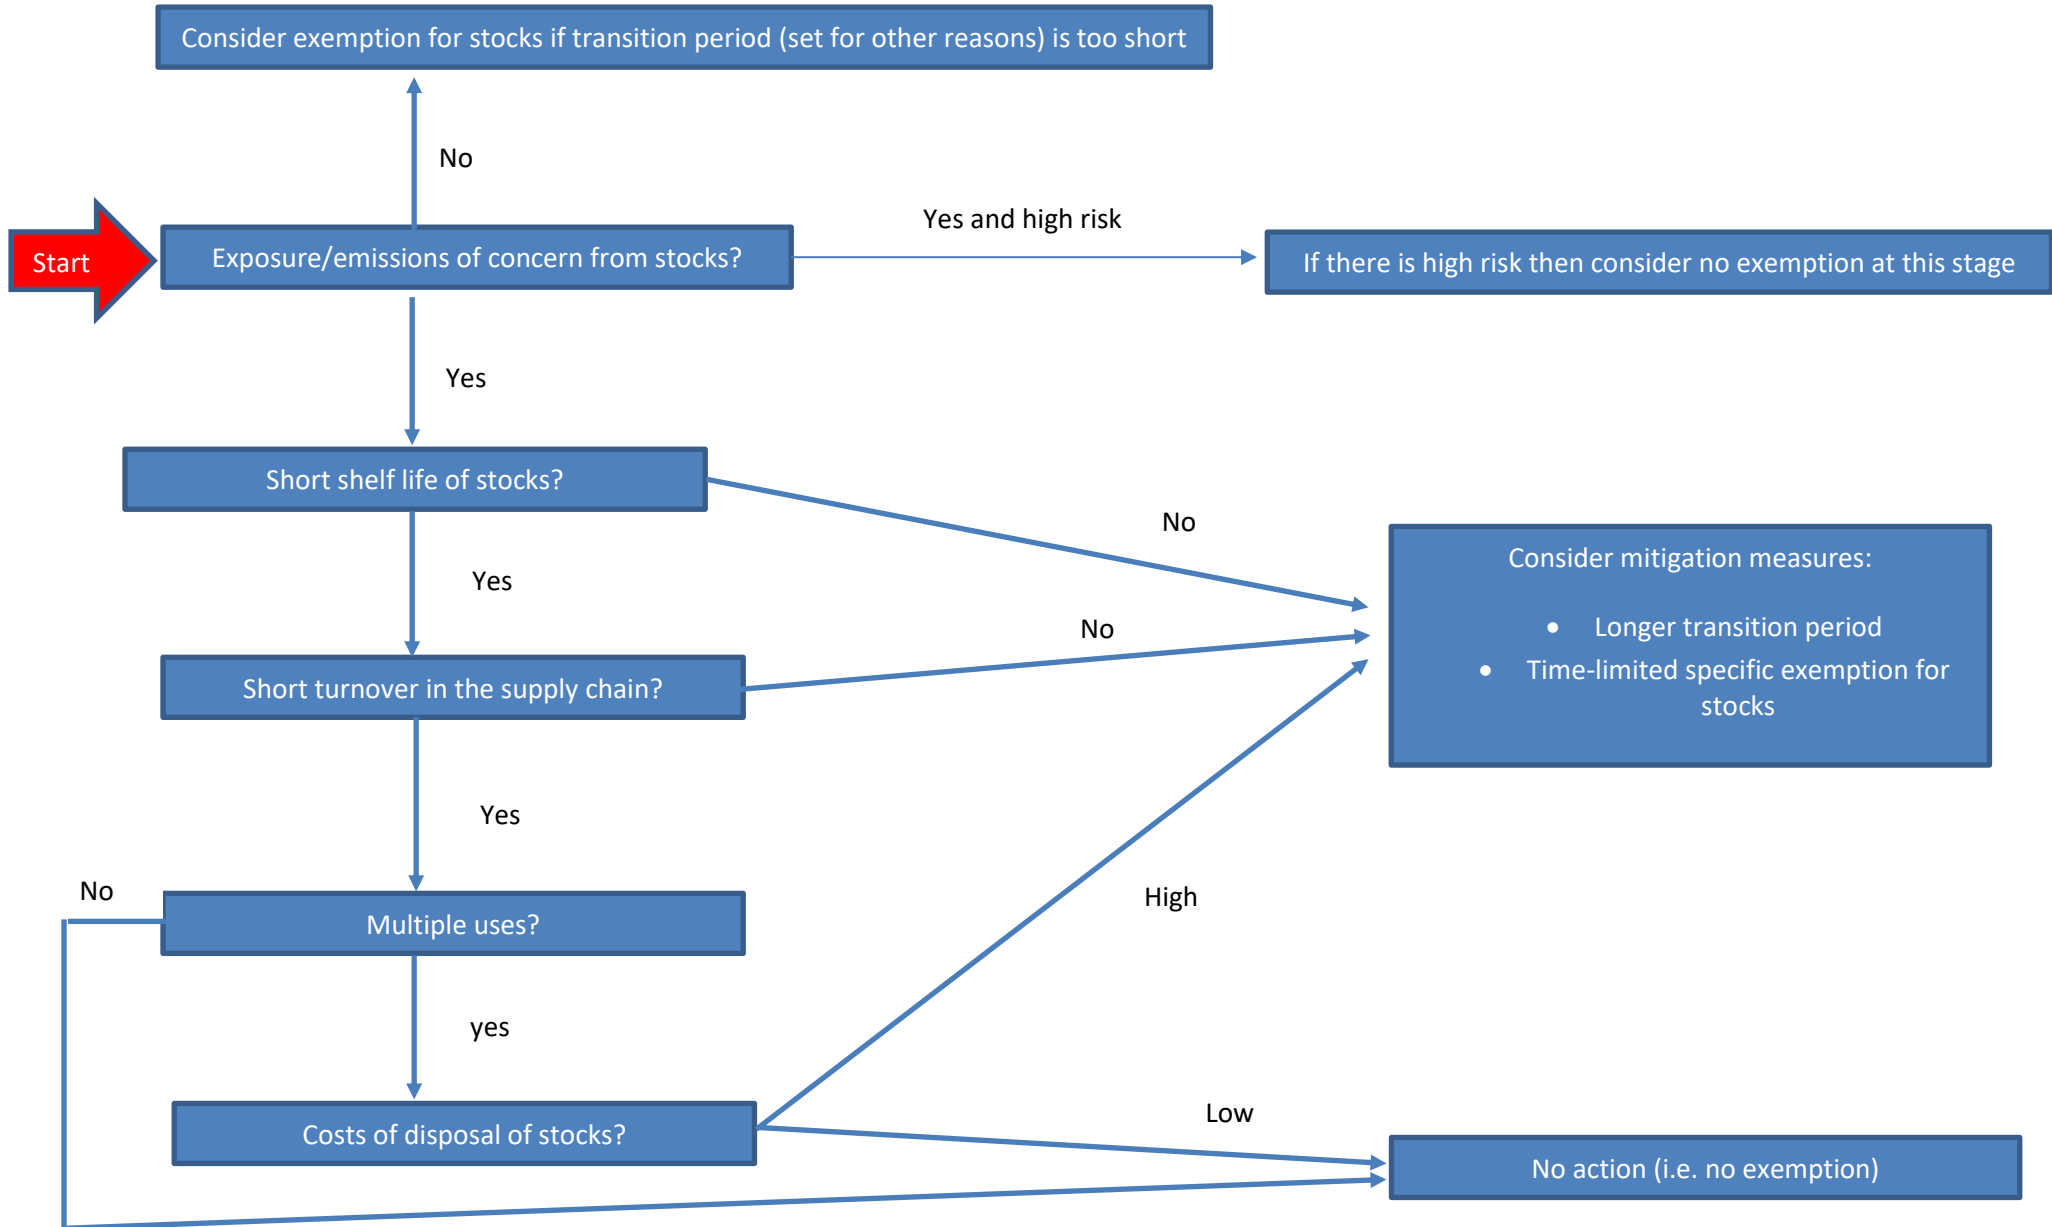 Consider exemption for stocks if transition period (set for other reasons) is too short
No
Yes and high risk
Start
Exposure/emissions of concern from stocks?
If there is high risk then consider no exemption at this stage
Yes
Short shelf life of stocks?
No
Consider mitigation measures:
• Longer transition period
• Time-limited specific exemption for
stocks
Yes
No
Short turnover in the supply chain?
Yes
No
Multiple uses?
High
yes
Costs of disposal of stocks?
Low
No action (i.e. no exemption)